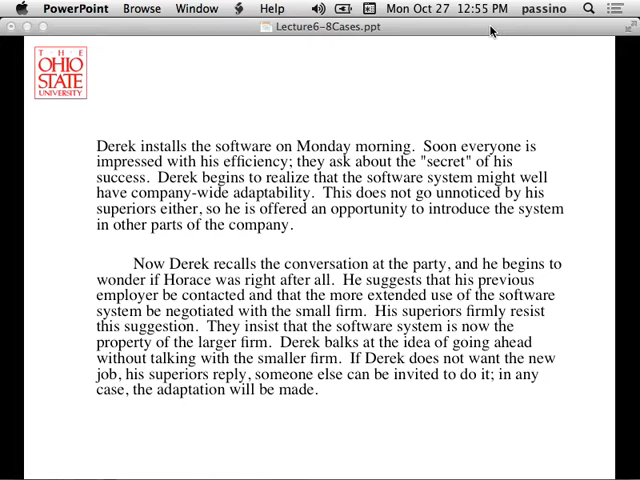 PowerPoint Browse Window Help Mon Oct 27 12:55 PM passino
Lecture6-8Cases.ppt
T · H · E
OHIO
STATE
UNIVERSITY
Derek installs the software on Monday morning. Soon everyone is
impressed with his efficiency; they ask about the "secret" of his
success. Derek begins to realize that the software system might well
have company-wide adaptability. This does not go unnoticed by his
superiors either, so he is offered an opportunity to introduce the system
in other parts of the company.
Now Derek recalls the conversation at the party, and he begins to
wonder if Horace was right after all. He suggests that his previous
employer be contacted and that the more extended use of the software
system be negotiated with the small firm. His superiors firmly resist
this suggestion. They insist that the software system is now the
property of the larger firm. Derek balks at the idea of going ahead
without talking with the smaller firm. If Derek does not want the new
job, his superiors reply, someone else can be invited to do it; in any
case, the adaptation will be made.